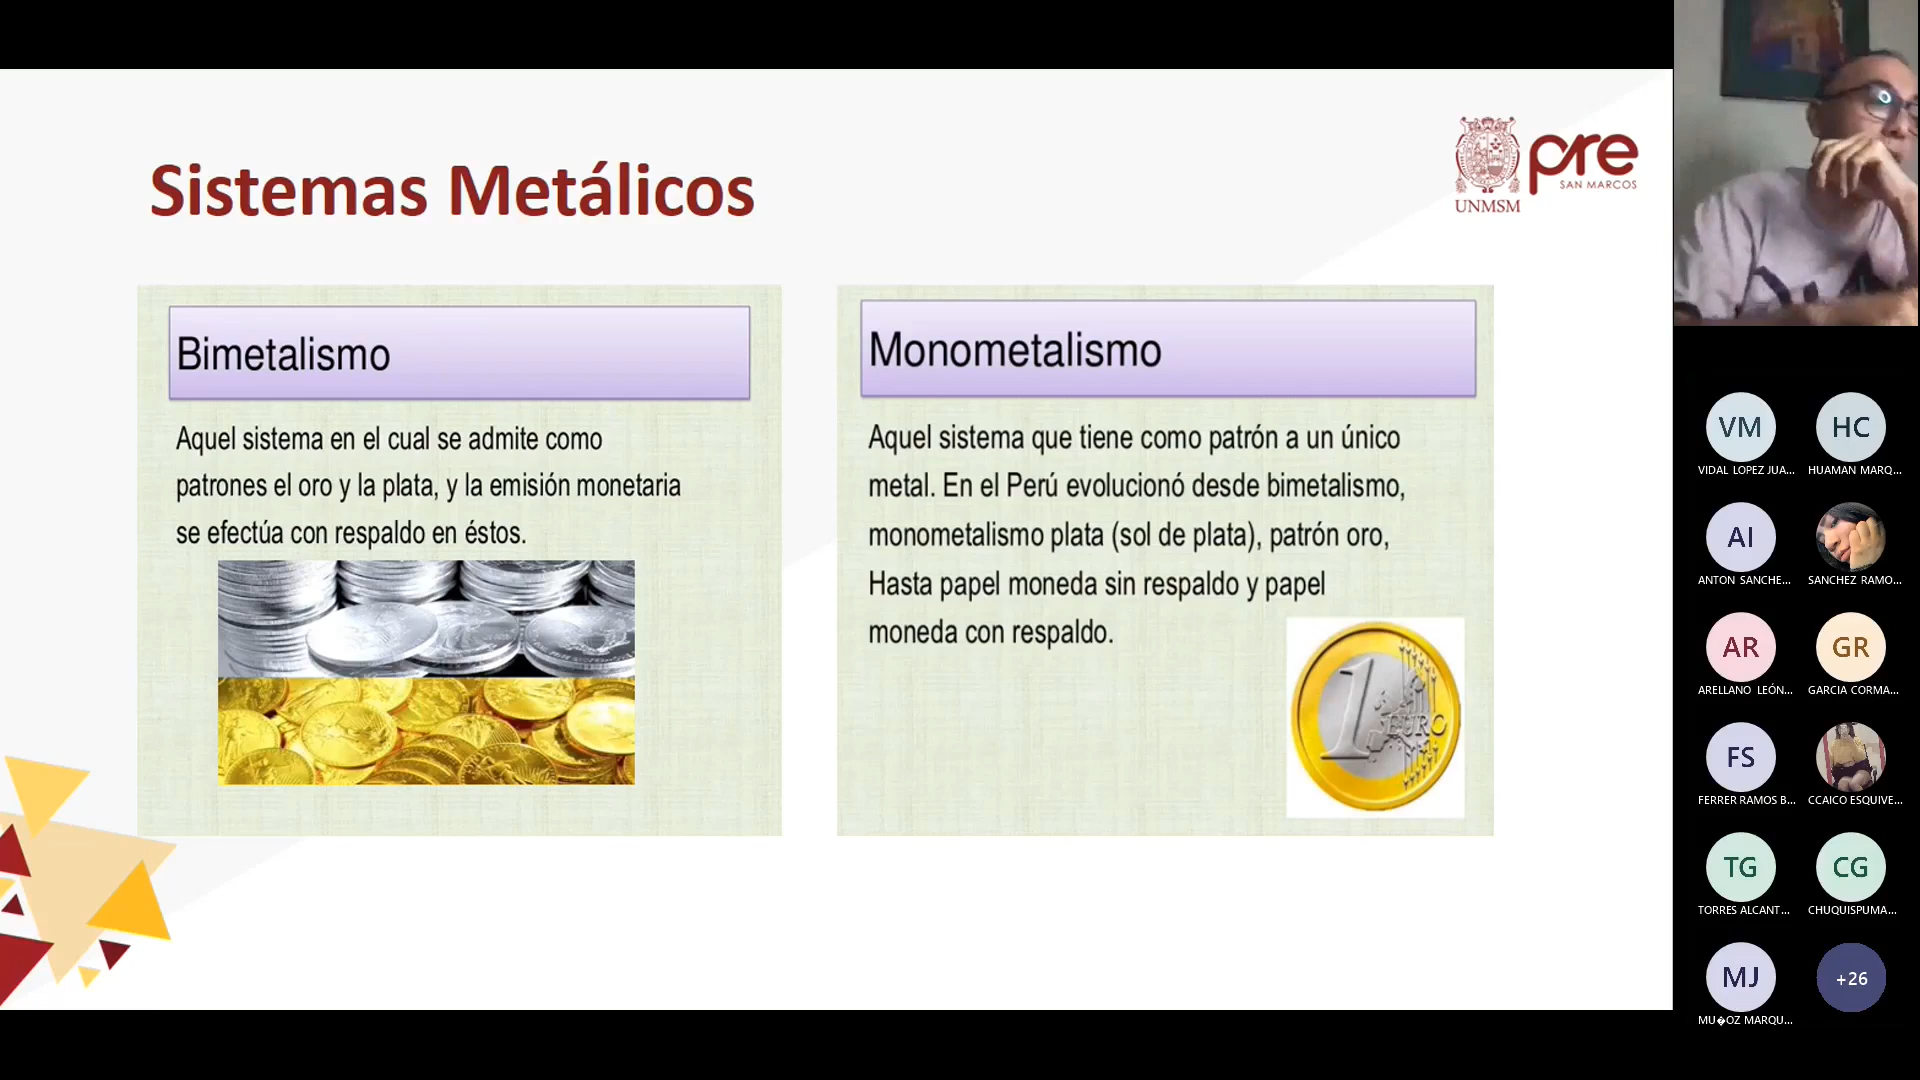 Sistemas Metálicos
UNMSM
pre
SAN MARCOS
Bimetalismo
Aquel sistema en el cual se admite como
patrones el oro y la plata, y la emisión monetaria
se efectúa con respaldo en éstos.
Monometalismo
Aquel sistema que tiene como patrón a un único
metal. En el Perú evolucionó desde bimetalismo,
monometalismo plata (sol de plata), patrón oro,
Hasta papel moneda sin respaldo y papel
moneda con respaldo.
1
EURO
VM
VIDAL LOPEZ JUA...
HC
HUAMAN MARQ...
AI
ANTON SANCHE...
SANCHEZ RAMO...
AR
ARELLANO LEÓN...
GR
GARCIA CORMA...
FS
FERRER RAMOS B...
CCAICO ESQUIVE...
TG
TORRES ALCANT...
CG
CHUQUISPUMA...
MJ
MU�OZ MARQU...
+26